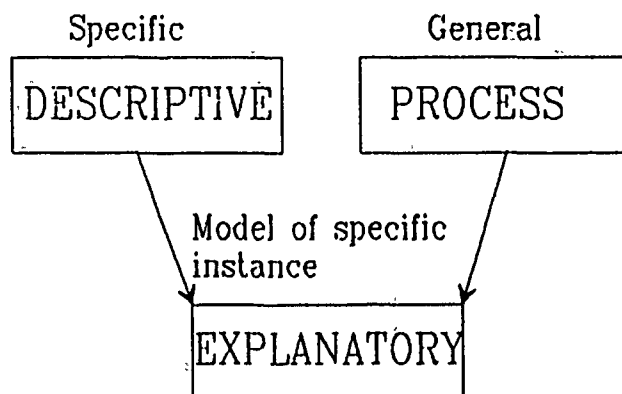 Specific
General
DESCRIPTIVE
PROCESS
Model of specific
instance
EXPLANATORY